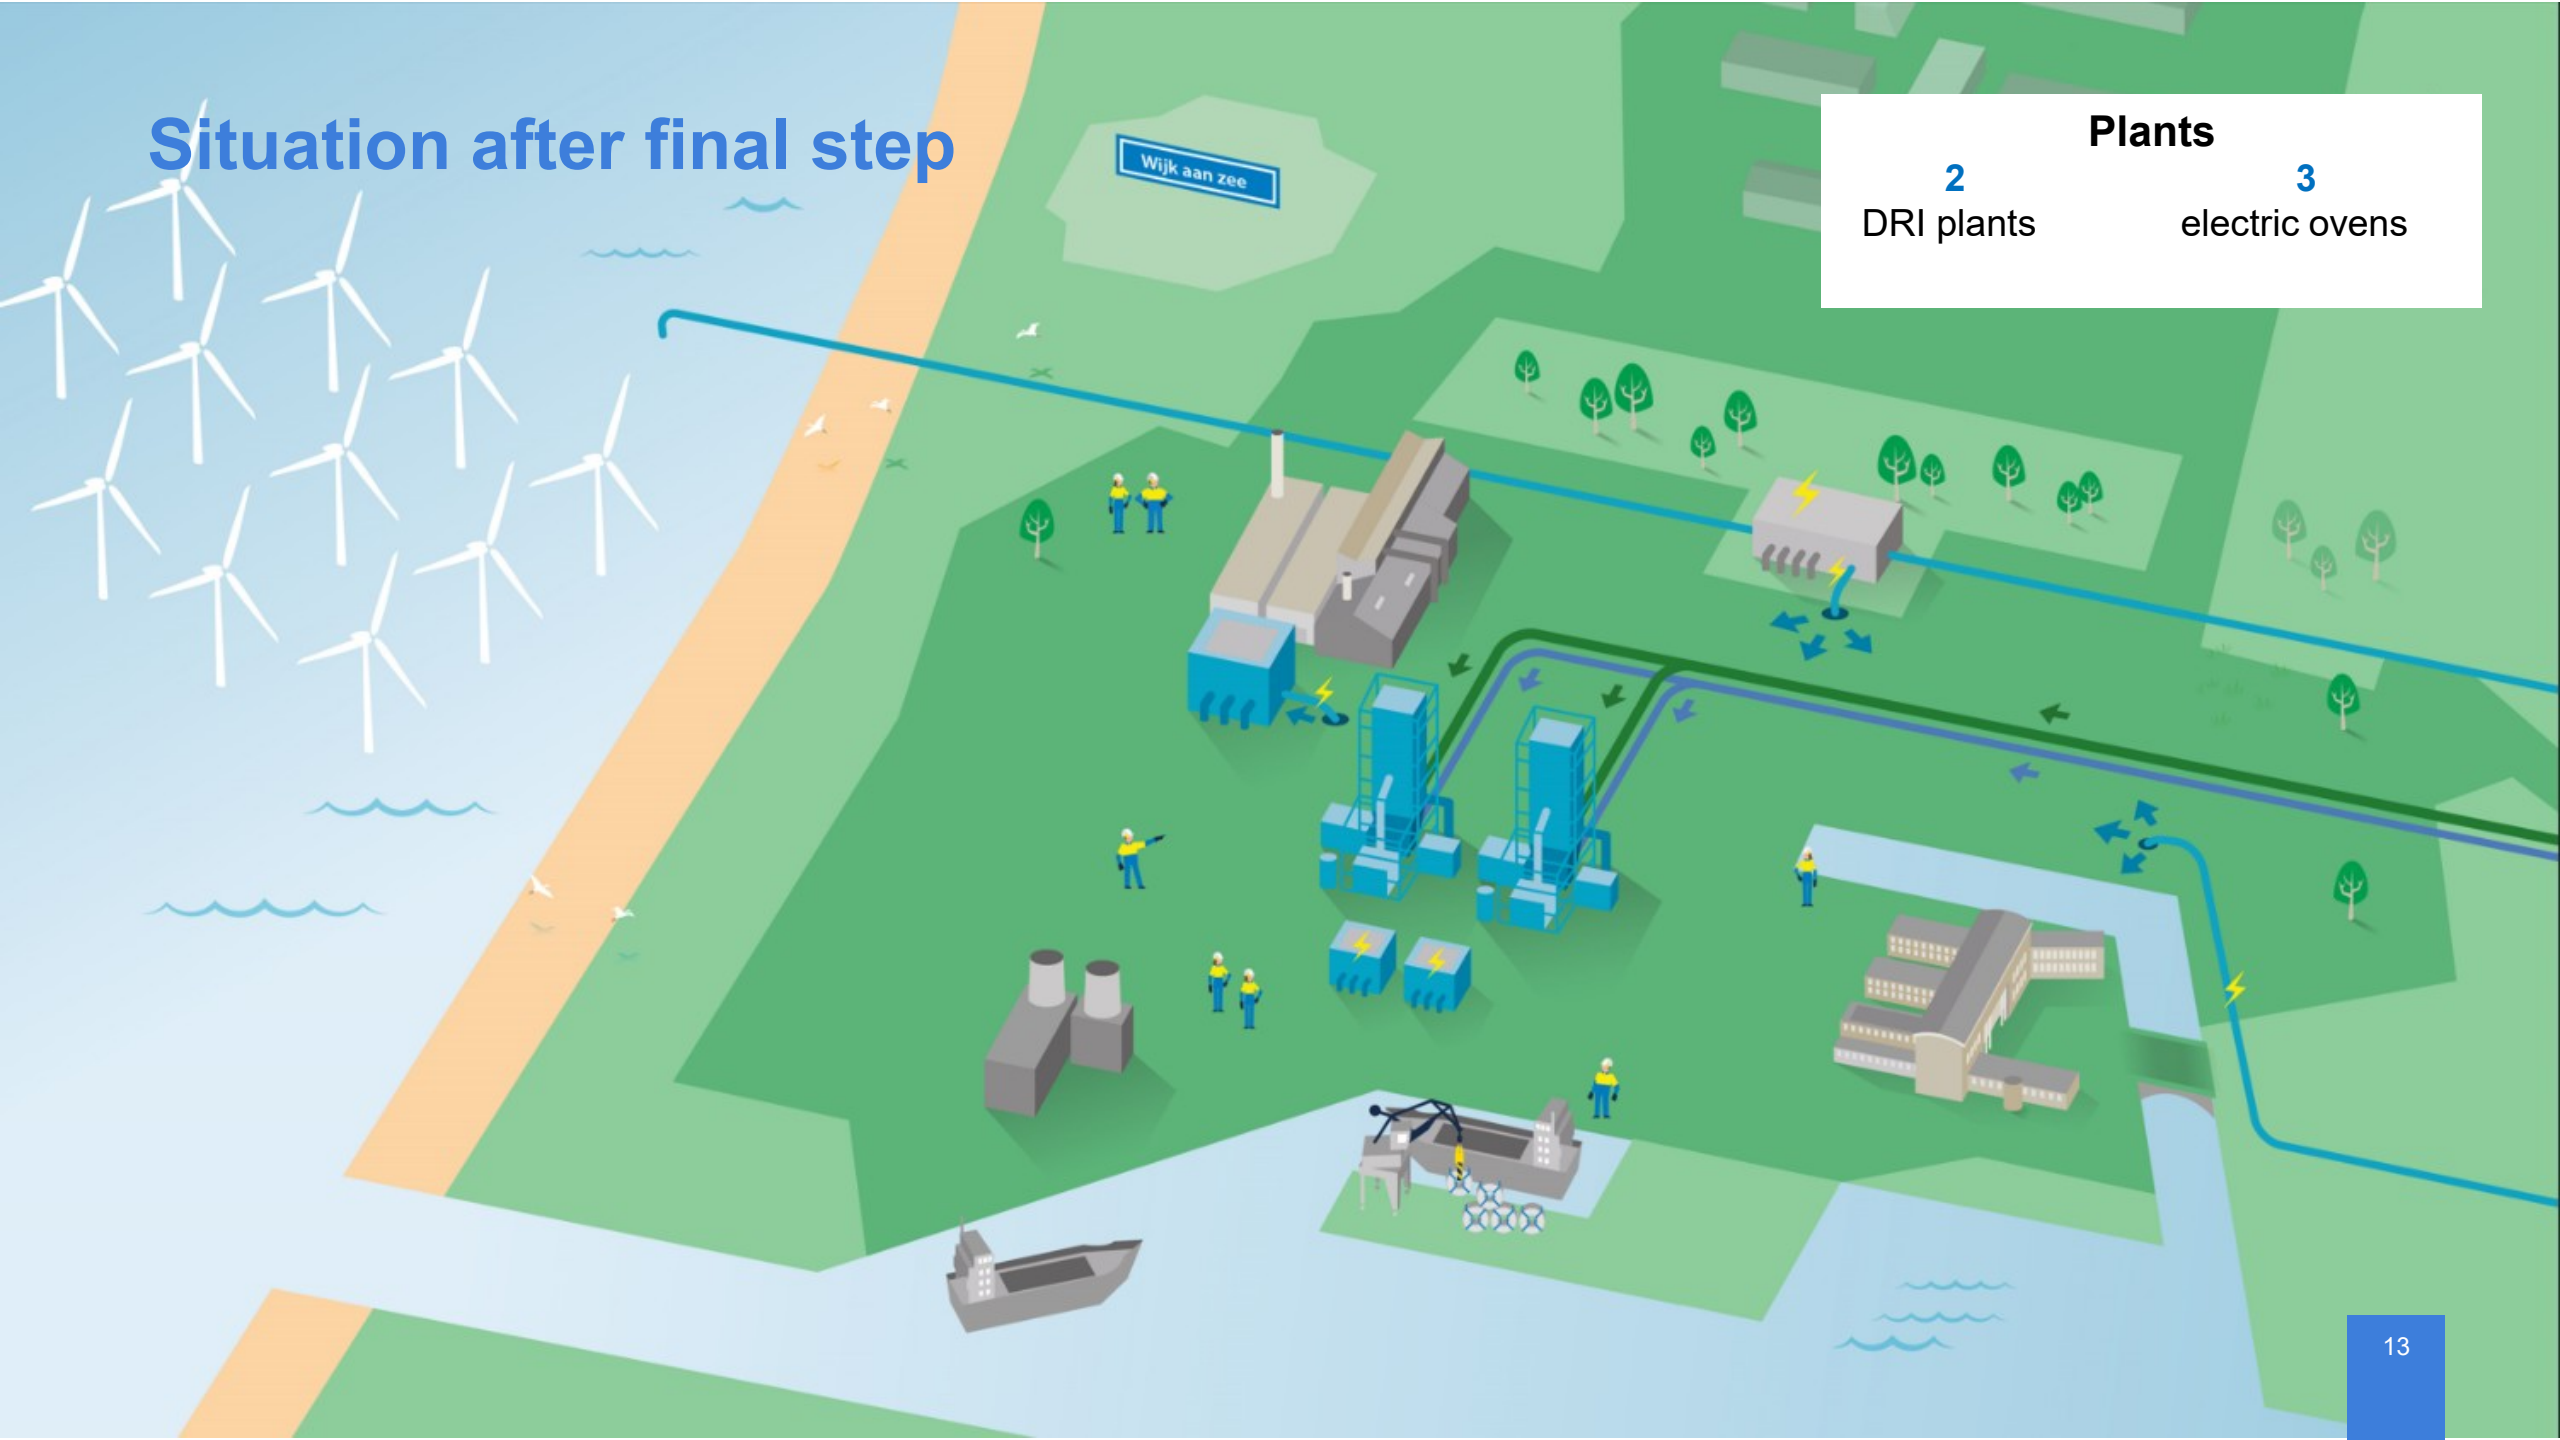 Situation after final step
Wijk aan zee
Plants
2 3
DRI plants electric ovens
13